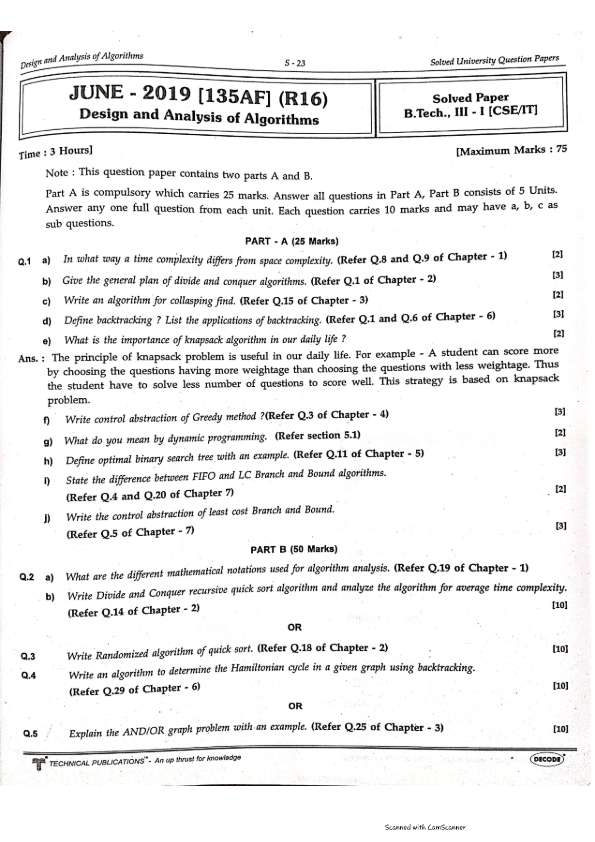 Design and Analysis of Algorithms
S - 23
Solved University Question Papers
JUNE - 2019 [135AF] (R16)
Design and Analysis of Algorithms
Solved Paper
B.Tech., III - I [CSE/IT]
Time : 3 Hours]
[Maximum Marks : 75
Note : This question paper contains two parts A and B.
Part A is compulsory which carries 25 marks. Answer all questions in Part A, Part B consists of 5 Units.
Answer any one full question from each unit. Each question carries 10 marks and may have a, b, c as
sub questions.
PART - A (25 Marks)
Q.1 a) In what way a time complexity differs from space complexity. (Refer Q.8 and Q.9 of Chapter - 1) [2]
b) Give the general plan of divide and conquer algorithms. (Refer Q.1 of Chapter - 2) [3]
c) Write an algorithm for collasping find. (Refer Q.15 of Chapter - 3) [2]
d) Define backtracking ? List the applications of backtracking. (Refer Q.1 and Q.6 of Chapter - 6) [3]
e) What is the importance of knapsack algorithm in our daily life ? [2]
Ans. : The principle of knapsack problem is useful in our daily life. For example - A student can score more
by choosing the questions having more weightage than choosing the questions with less weightage. Thus
the student have to solve less number of questions to score well. This strategy is based on knapsack
problem.
f) Write control abstraction of Greedy method ?(Refer Q.3 of Chapter - 4) [3]
g) What do you mean by dynamic programming. (Refer section 5.1) [2]
h) Define optimal binary search tree with an example. (Refer Q.11 of Chapter - 5) [3]
i) State the difference between FIFO and LC Branch and Bound algorithms.
(Refer Q.4 and Q.20 of Chapter 7) [2]
j) Write the control abstraction of least cost Branch and Bound.
(Refer Q.5 of Chapter - 7) [3]
PART B (50 Marks)
Q.2 a) What are the different mathematical notations used for algorithm analysis. (Refer Q.19 of Chapter - 1)
b) Write Divide and Conquer recursive quick sort algorithm and analyze the algorithm for average time complexity.
(Refer Q.14 of Chapter - 2) [10]
OR
Q.3 Write Randomized algorithm of quick sort. (Refer Q.18 of Chapter - 2) [10]
Q.4 Write an algorithm to determine the Hamiltonian cycle in a given graph using backtracking.
(Refer Q.29 of Chapter - 6) [10]
OR
Q.5 Explain the AND/OR graph problem with an example. (Refer Q.25 of Chapter - 3) [10]
TECHNICAL PUBLICATIONS™ - An up thrust for knowledge
DECODE
Scanned with CamScanner